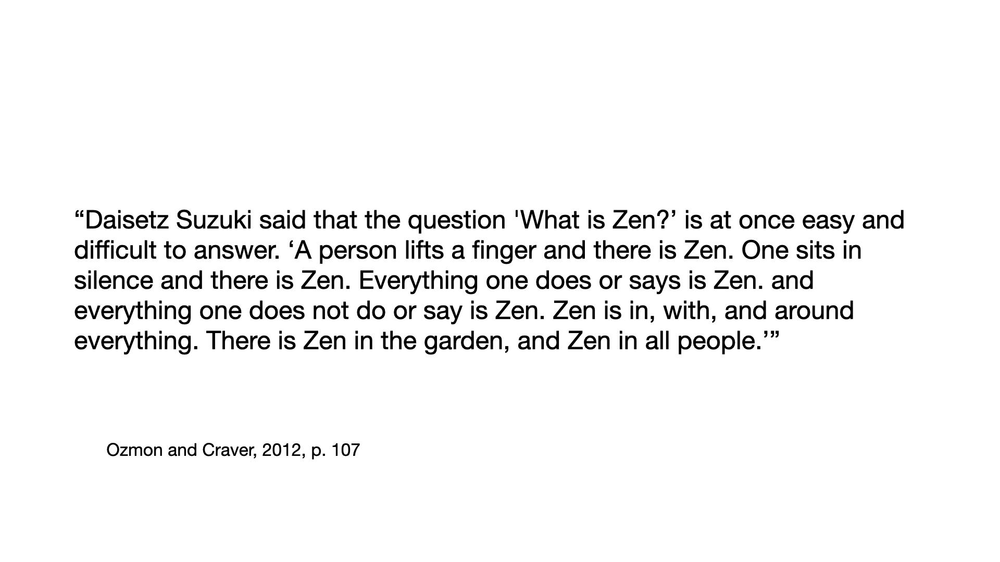 “Daisetz Suzuki said that the question 'What is Zen?’ is at once easy and
difficult to answer. ‘A person lifts a finger and there is Zen. One sits in
silence and there is Zen. Everything one does or says is Zen. and
everything one does not do or say is Zen. Zen is in, with, and around
everything. There is Zen in the garden, and Zen in all people.’”
Ozmon and Craver, 2012, p. 107